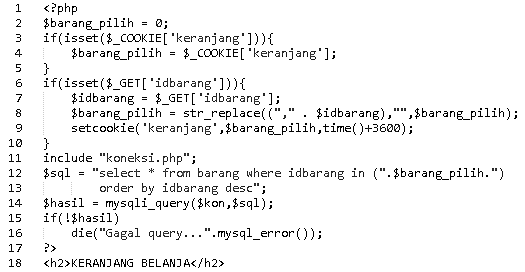 1 <?php
2 $barang_pilih = 0;
3 if(isset($_COOKIE['keranjang'])){
4 $barang_pilih = $_COOKIE['keranjang'];
5 }
6 if(isset($_GET['idbarang'])){
7 $idbarang = $_GET['idbarang'];
8 $barang_pilih = str_replace(("," . $idbarang),"",$barang_pilih);
9 setcookie('keranjang',$barang_pilih,time()+3600);
10 }
11 include "koneksi.php";
12 $sql = "select * from barang where idbarang in (".$barang_pilih.")
13 order by idbarang desc";
14 $hasil = mysqli_query($kon,$sql);
15 if(!$hasil)
16 die("Gagal query...".mysql_error());
17 ?>
18 <h2>KERANJANG BELANJA</h2>